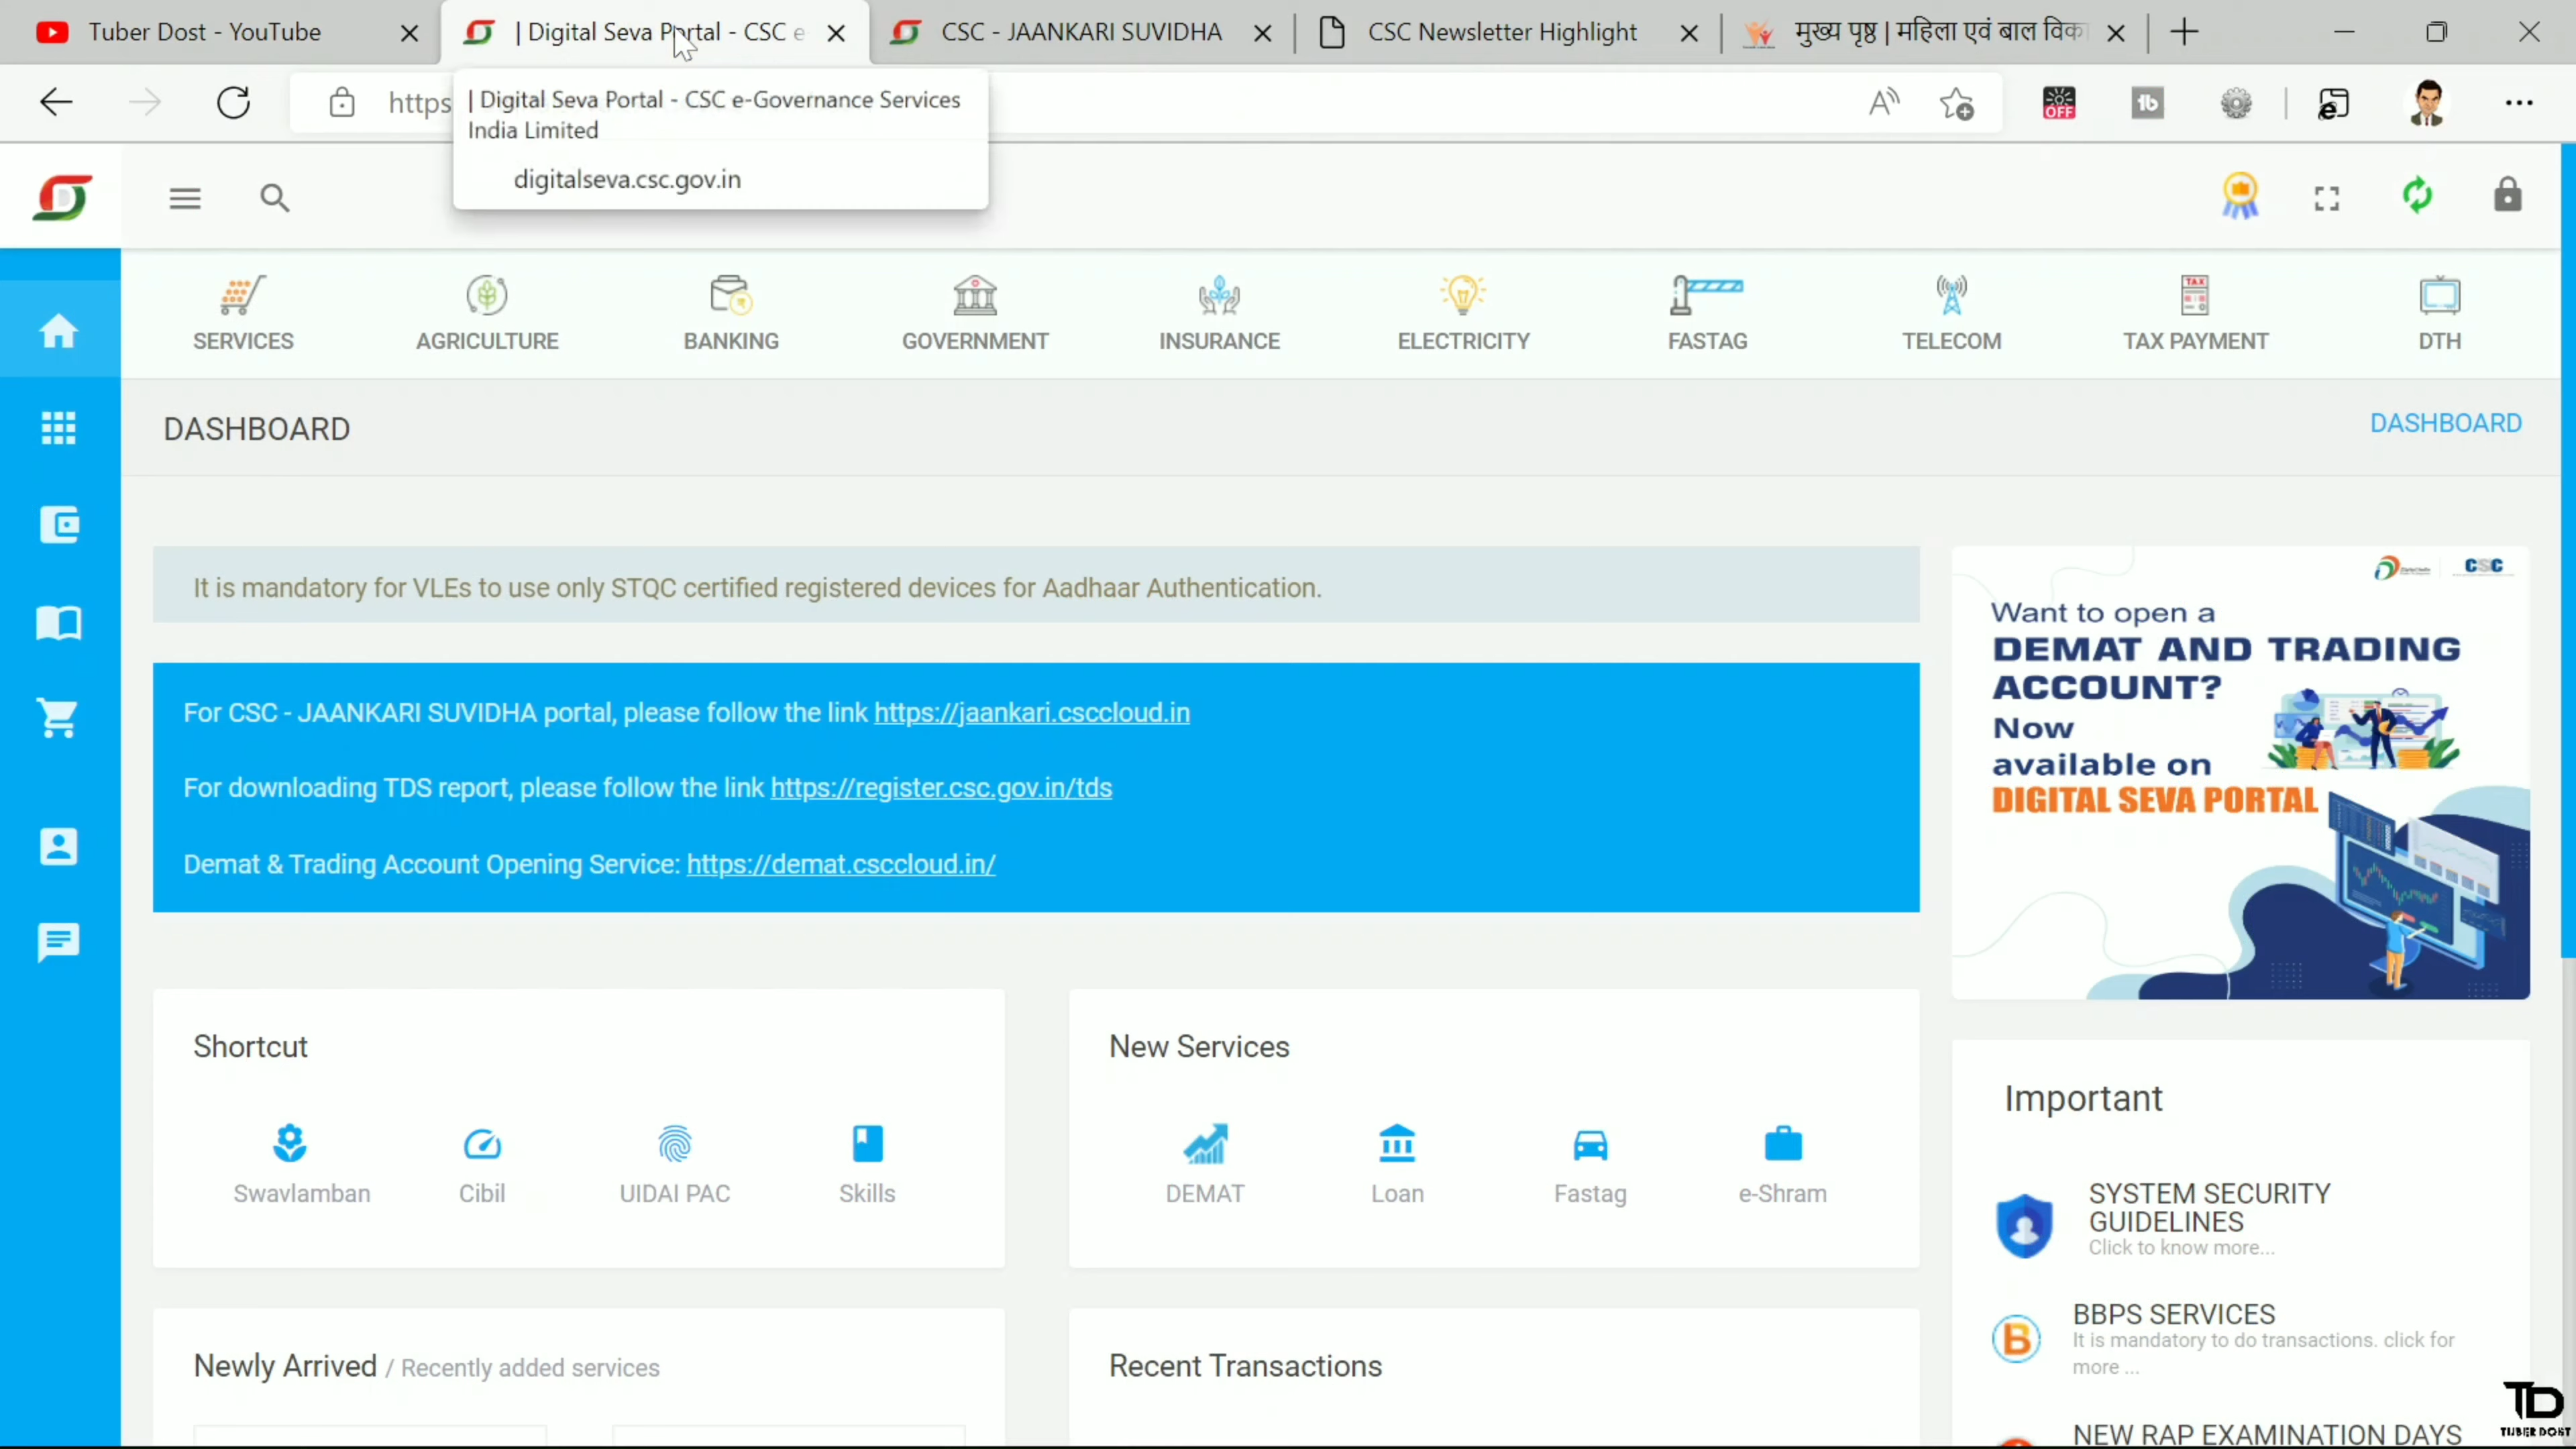 Tuber Dost - YouTube
| Digital Seva Portal - CSC e
CSC - JAANKARI SUVIDHA
CSC Newsletter Highlight
मुख्य पृष्ठ | महिला एवं बाल विका
https
OFF
| Digital Seva Portal - CSC e-Governance Services
India Limited
digitalseva.csc.gov.in
SERVICES
AGRICULTURE
BANKING
GOVERNMENT
INSURANCE
ELECTRICITY
FASTAG
TELECOM
TAX
TAX PAYMENT
DTH
DASHBOARD
DASHBOARD
It is mandatory for VLEs to use only STQC certified registered devices for Aadhaar Authentication.
For CSC - JAANKARI SUVIDHA portal, please follow the link https://jaankari.csccloud.in
For downloading TDS report, please follow the link https://register.csc.gov.in/tds
Demat & Trading Account Opening Service: https://demat.csccloud.in/
CSC
Want to open a
DEMAT AND TRADING
ACCOUNT?
Now
available on
DIGITAL SEVA PORTAL
Shortcut
Swavlamban
Cibil
UIDAI PAC
Skills
New Services
DEMAT
Loan
Fastag
e-Shram
Important
SYSTEM SECURITY
GUIDELINES
Click to know more...
BBPS SERVICES
It is mandatory to do transactions. click for
more ...
NEW RAP EXAMINATION DAYS
Newly Arrived / Recently added services
Recent Transactions
TD
TUBER DOST